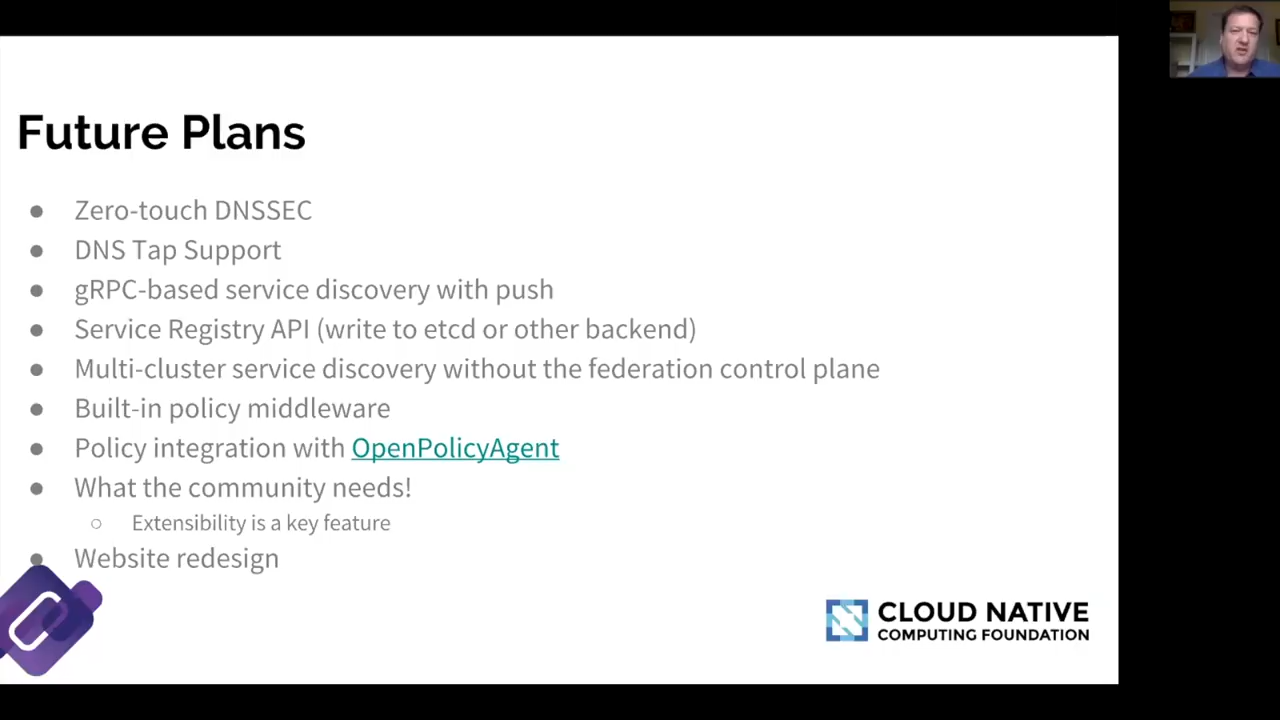 Future Plans
● Zero-touch DNSSEC
● DNS Tap Support
● gRPC-based service discovery with push
● Service Registry API (write to etcd or other backend)
● Multi-cluster service discovery without the federation control plane
● Built-in policy middleware
● Policy integration with OpenPolicyAgent
● What the community needs!
○ Extensibility is a key feature
● Website redesign
CLOUD NATIVE
COMPUTING FOUNDATION